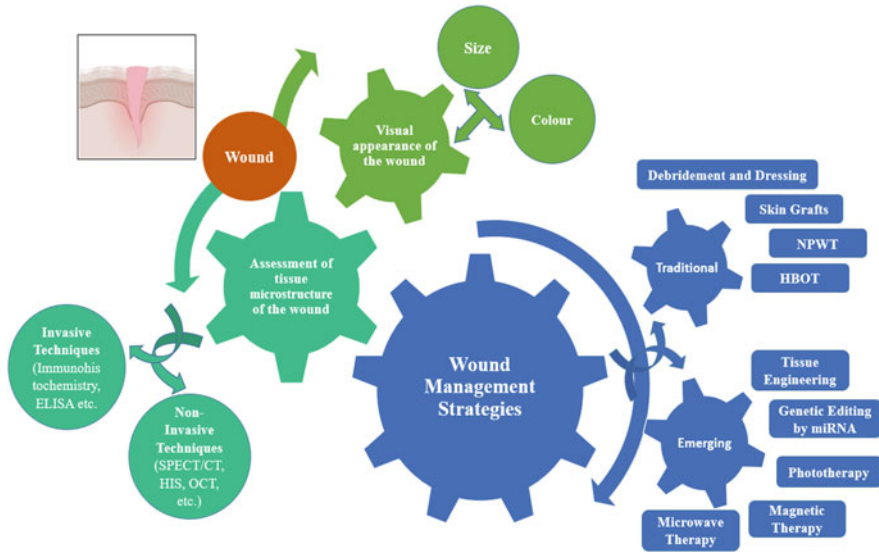 Size
Colour
Visual
appearance of
the wound
Wound
Assessment of
tissue
microstructure
of the wound
Invasive
Techniques
(Immunohis
tochemistry,
ELISA etc.
Non-
Invasive
Techniques
(SPECT/CT,
HIS, OCT,
etc.)
Wound
Management
Strategies
Traditional
Debridement and Dressing
Skin Grafts
NPWT
HBOT
Emerging
Tissue
Engineering
Genetic Editing
by miRNA
Phototherapy
Magnetic
Therapy
Microwave
Therapy